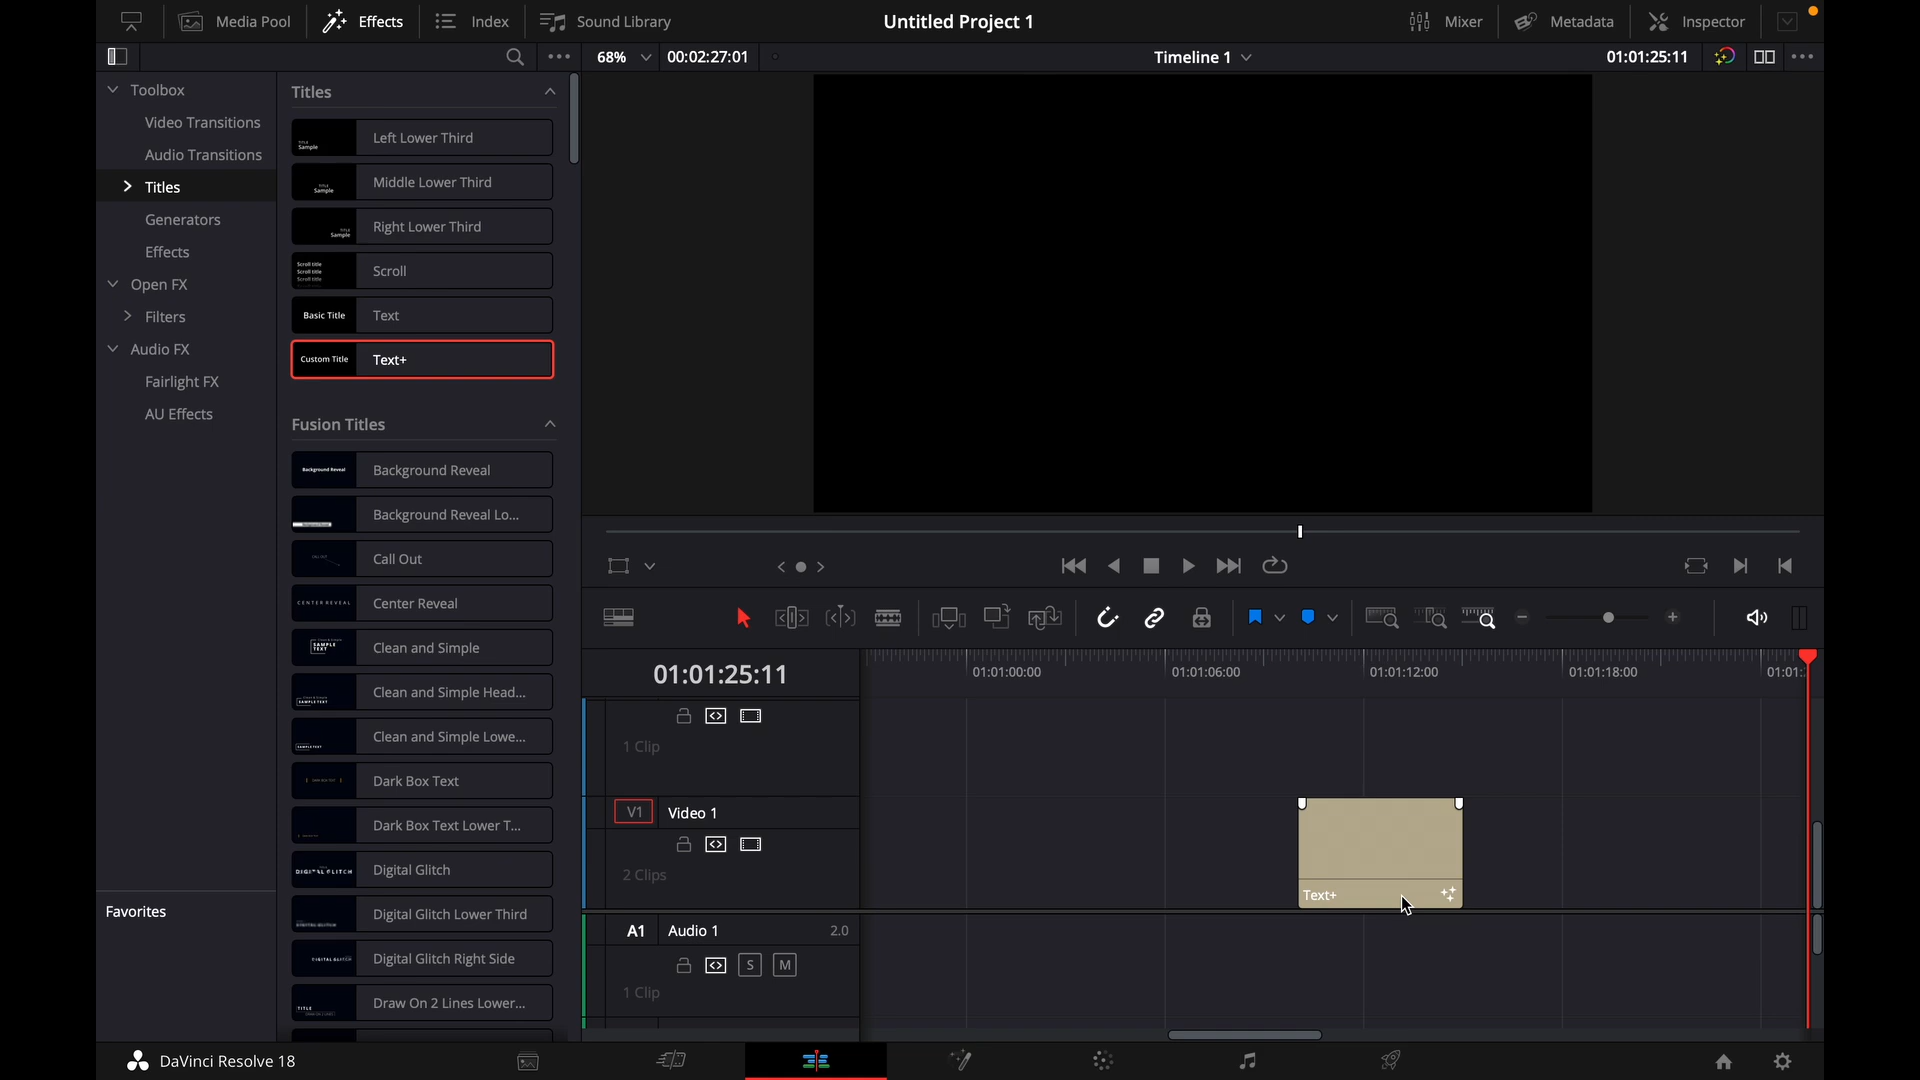 Media Pool
Effects
Index
Sound Library
Untitled Project 1
Mixer
Metadata
Inspector
68%
00:02:27:01
Timeline 1
01:01:25:11
Toolbox
Video Transitions
Audio Transitions
Titles
Generators
Effects
Open FX
Filters
Audio FX
Fairlight FX
AU Effects
Favorites
Titles
Left Lower Third
Middle Lower Third
Right Lower Third
Scroll
Basic Title
Text
Custom Title
Text+
Fusion Titles
Background Reveal
Background Reveal Lo...
Call Out
Center Reveal
Clean and Simple
Clean and Simple Head...
Clean and Simple Lowe...
Dark Box Text
Dark Box Text Lower T...
Digital Glitch
Digital Glitch Lower Third
Digital Glitch Right Side
Draw On 2 Lines Lower...
01:01:25:11
01:01:00:00
01:01:06:00
01:01:12:00
01:01:18:00
01:01:
1 Clip
V1
Video 1
2 Clips
Text+
A1
Audio 1
2.0
S
M
1 Clip
DaVinci Resolve 18